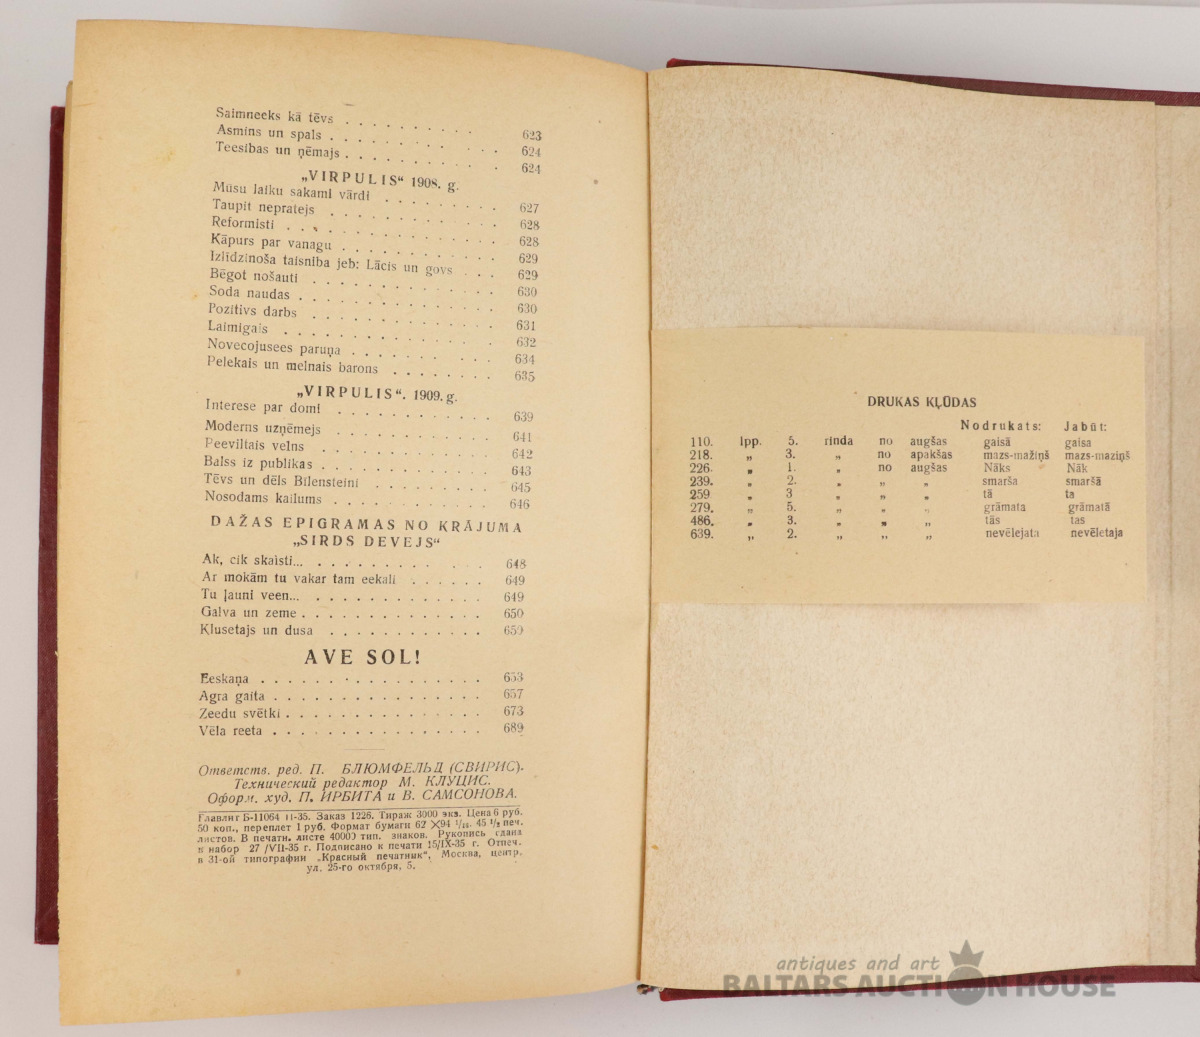 Saimneeks kā tēvs . . . . . . . . . . 623
Asmins un spals . . . . . . . . . . 624
Teesibas un ņēmajs . . . . . . . . . . 624
„VIRPULIS“ 1908. g.
Mūsu laiku sakami vārdi . . . . . . . . 627
Taupit nepratejs . . . . . . . . . . 628
Reformisti . . . . . . . . . . 628
Kāpurs par vanagu . . . . . . . . . . 629
Izlidzinoša taisniba jeb: Lācis un govs . . . 629
Bēgot nošauti . . . . . . . . . . 630
Soda naudas . . . . . . . . . . 630
Pozitivs darbs . . . . . . . . . . 631
Laimigais . . . . . . . . . . 632
Novecojusees paruņa . . . . . . . . . . 634
Pelekais un melnais barons . . . . . . . . 635
„VIRPULIS“. 1909. g.
Interese par domi . . . . . . . . . . 639
Moderns uzņēmejs . . . . . . . . . . 641
Peeviltais velns . . . . . . . . . . 642
Balss iz publikas . . . . . . . . . . 643
Tēvs un dēls Bilensteini . . . . . . . . 645
Nosodams kailums . . . . . . . . . . 646
DAŽAS EPIGRAMAS NO KRĀJUMA
„SIRDS DEVEJS“
Ak, cik skaisti... . . . . . . . . . . 648
Ar mokām tu vakar tam eekali . . . . . . 649
Tu ļauni veen... . . . . . . . . . . 649
Galva un zeme . . . . . . . . . . 650
Klusetajs un dusa . . . . . . . . . . 650
AVE SOL!
Eeskaņa . . . . . . . . . . 653
Agra gaita . . . . . . . . . . 657
Zeedu svētki . . . . . . . . . . 673
Vēla reeta . . . . . . . . . . 689
Ответств. ред. П. БЛЮМФЕЛЬД (СВИРИС).
Технический редактор М. КЛУЦИС.
Оформ. худ. П. ИРБИТА и В. САМСОНОВА.
Главлит Б-11064 11-35. Заказ 1226. Тираж 3000 экз. Цена 6 руб.
50 коп., переплет 1 руб. Формат бумаги 62 X94 1/16. 45 1/2 печ.
листов. В печатн. листе 40000 тип. знаков. Рукопись сдана
в набор 27 /VII-35 г. Подписано к печати 15/IX-35 г. Отпеч.
в 31-ой типографии „Красный печатник“, Москва, центр,
ул. 25-го октября, 5.
DRUKAS KĻŪDAS
Nodrukats: Jabūt:
110. lpp. 5. rinda no augšas gaisā gaisa
218. „ 3. „ no apakšas mazs-mažiņš mazs-maziņš
226. „ 1. „ no augšas Nāks Nāk
239. „ 2. „ „ „ smarša smaršā
259 „ 3 „ „ „ tā ta
279. „ 5. „ „ „ grāmata grāmatā
486. „ 3. „ „ „ tās tas
639. „ 2. „ „ „ nevēlejata nevēletaja
antiques and art
BALTARS AUCTION HOUSE